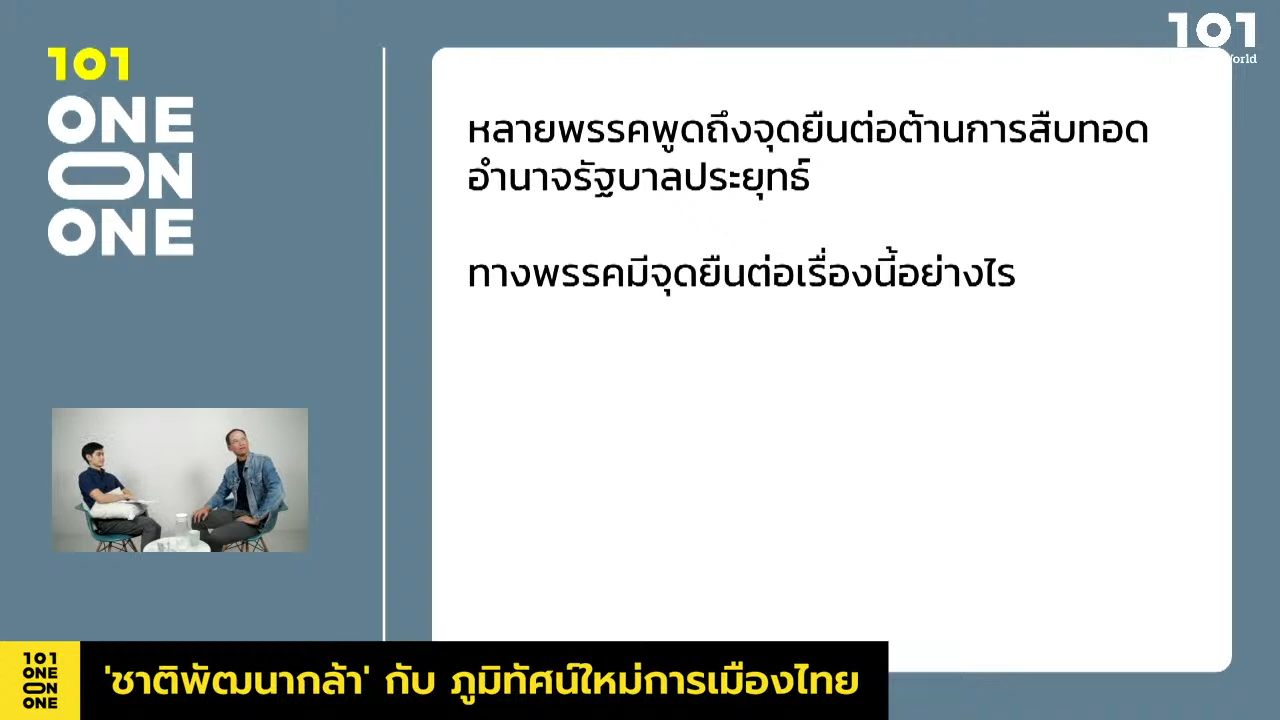 101
ONE
ON
ONE
101
World
หลายพรรคพูดถึงจุดยืนต่อต้านการสืบทอด
อำนาจรัฐบาลประยุทธ์
ทางพรรคมีจุดยืนต่อเรื่องนี้อย่างไร
101
ONE
ON
ONE
'ชาติพัฒนากล้า' กับ ภูมิทัศน์ใหม่การเมืองไทย